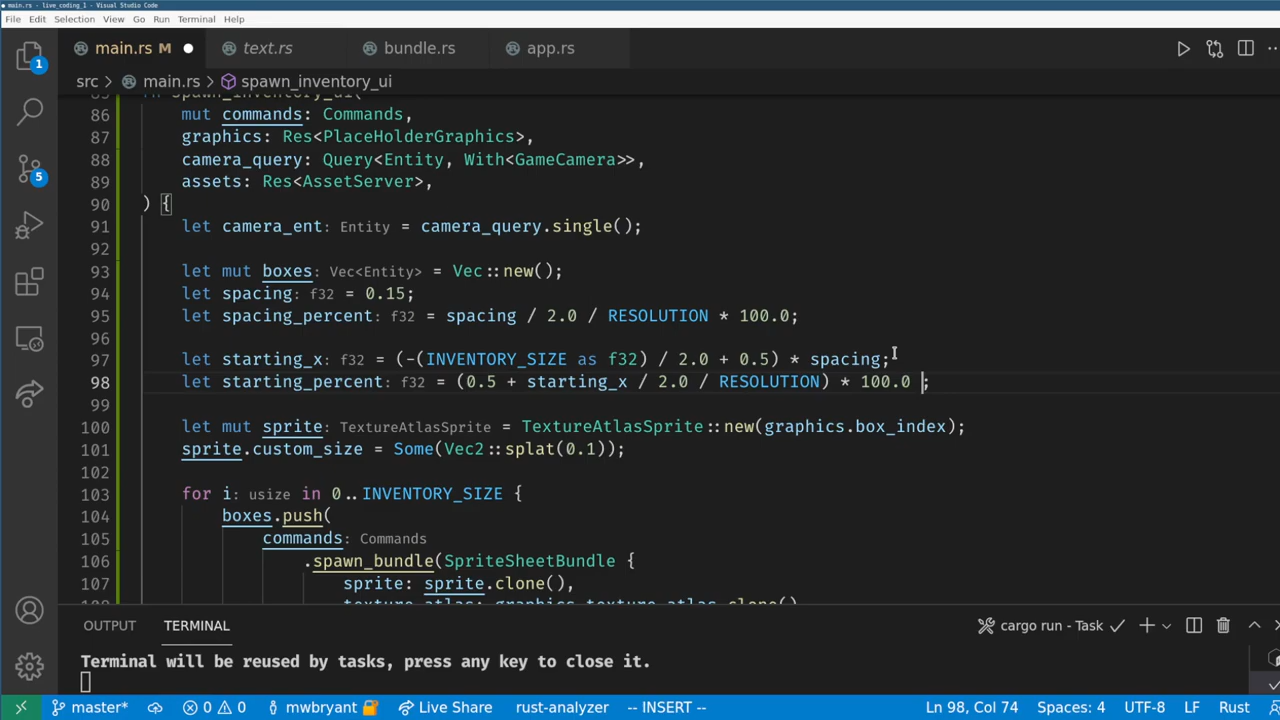 main.rs - live_coding_1 - Visual Studio Code
File Edit Selection View Go Run Terminal Help
main.rs M text.rs bundle.rs app.rs
src > main.rs > spawn_inventory_ui
85 fn spawn_inventory_ui(
86 mut commands: Commands,
87 graphics: Res<PlaceHolderGraphics>,
88 camera_query: Query<Entity, With<GameCamera>>,
89 assets: Res<AssetServer>,
90 ) {
91 let camera_ent: Entity = camera_query.single();
92
93 let mut boxes: Vec<Entity> = Vec::new();
94 let spacing: f32 = 0.15;
95 let spacing_percent: f32 = spacing / 2.0 / RESOLUTION * 100.0;
96
97 let starting_x: f32 = (-(INVENTORY_SIZE as f32) / 2.0 + 0.5) * spacing;
98 let starting_percent: f32 = (0.5 + starting_x / 2.0 / RESOLUTION) * 100.0 ;
99
100 let mut sprite: TextureAtlasSprite = TextureAtlasSprite::new(graphics.box_index);
101 sprite.custom_size = Some(Vec2::splat(0.1));
102
103 for i: usize in 0..INVENTORY_SIZE {
104 boxes.push(
105 commands: Commands
106 .spawn_bundle(SpriteSheetBundle {
107 sprite: sprite.clone(),
108 texture_atlas: graphics.texture_atlas.clone()
1
5
OUTPUT TERMINAL cargo run - Task
Terminal will be reused by tasks, press any key to close it.
master* 0 0 mwbryant Live Share rust-analyzer -- INSERT -- Ln 98, Col 74 Spaces: 4 UTF-8 LF Rust